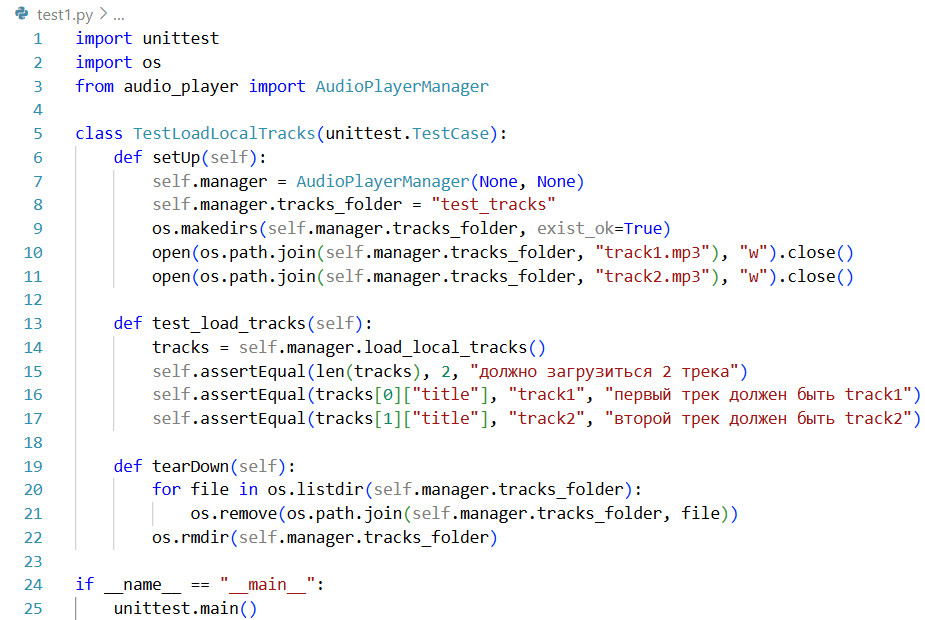 test1.py > ...
1 import unittest
2 import os
3 from audio_player import AudioPlayerManager
4
5 class TestLoadLocalTracks(unittest.TestCase):
6     def setUp(self):
7         self.manager = AudioPlayerManager(None, None)
8         self.manager.tracks_folder = "test_tracks"
9         os.makedirs(self.manager.tracks_folder, exist_ok=True)
10         open(os.path.join(self.manager.tracks_folder, "track1.mp3"), "w").close()
11         open(os.path.join(self.manager.tracks_folder, "track2.mp3"), "w").close()
12
13     def test_load_tracks(self):
14         tracks = self.manager.load_local_tracks()
15         self.assertEqual(len(tracks), 2, "должно загрузиться 2 трека")
16         self.assertEqual(tracks[0]["title"], "track1", "первый трек должен быть track1")
17         self.assertEqual(tracks[1]["title"], "track2", "второй трек должен быть track2")
18
19     def tearDown(self):
20         for file in os.listdir(self.manager.tracks_folder):
21             os.remove(os.path.join(self.manager.tracks_folder, file))
22         os.rmdir(self.manager.tracks_folder)
23
24 if __name__ == "__main__":
25     unittest.main()